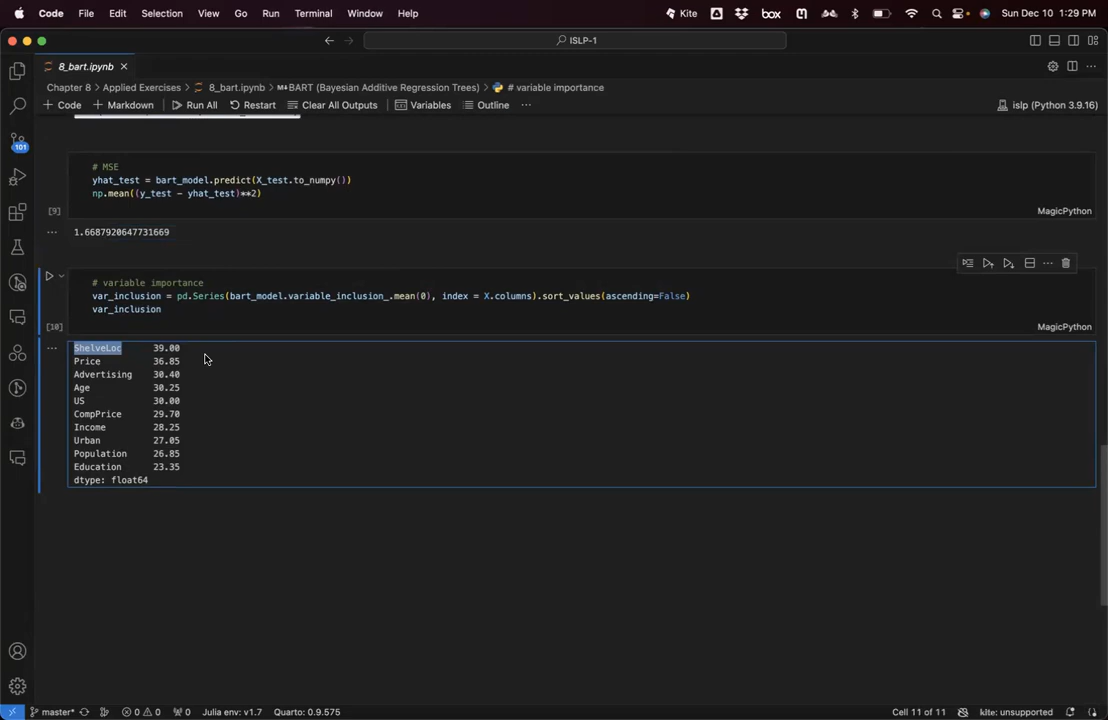 Code File Edit Selection View Go Run Terminal Window Help Kite box Sun Dec 10 1:29 PM
ISLP-1
8_bart.ipynb
Chapter 8 > Applied Exercises > 8_bart.ipynb > M↓BART (Bayesian Additive Regression Trees) > # variable importance
+ Code + Markdown Run All Restart Clear All Outputs Variables Outline ... islp (Python 3.9.16)
101
# MSE
yhat_test = bart_model.predict(X_test.to_numpy())
np.mean((y_test - yhat_test)**2)
[9] MagicPython
... 1.6687920647731669
# variable importance
var_inclusion = pd.Series(bart_model.variable_inclusion_.mean(0), index = X.columns).sort_values(ascending=False)
var_inclusion
[10] MagicPython
... ShelveLoc 39.00
Price 36.85
Advertising 30.40
Age 30.25
US 30.00
CompPrice 29.70
Income 28.25
Urban 27.05
Population 26.85
Education 23.35
dtype: float64
master* 0 0 0 Julia env: v1.7 Quarto: 0.9.575 Cell 11 of 11 kite: unsupported